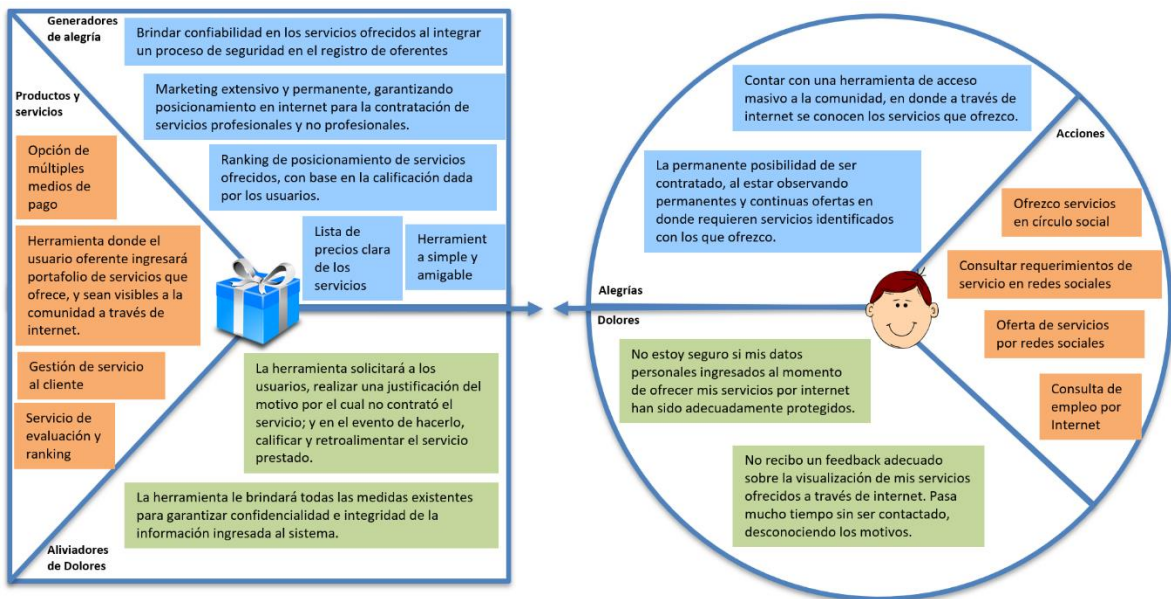 Generadores
de alegría
Brindar confiabilidad en los servicios ofrecidos al integrar
un proceso de seguridad en el registro de oferentes
Marketing extensivo y permanente, garantizando
posicionamiento en internet para la contratación de
servicios profesionales y no profesionales.
Ranking de posicionamiento de servicios
ofrecidos, con base en la calificación dada
por los usuarios.
Lista de
precios clara
de los
servicios
Herramient
a simple y
amigable
Productos y
servicios
Opción de
múltiples
medios de
pago
Herramienta donde el
usuario oferente ingresará
portafolio de servicios que
ofrece, y sean visibles a la
comunidad a través de
internet.
Gestión de servicio
al cliente
Servicio de
evaluación y
ranking
La herramienta solicitará a los
usuarios, realizar una justificación del
motivo por el cual no contrató el
servicio; y en el evento de hacerlo,
calificar y retroalimentar el servicio
prestado.
La herramienta le brindará todas las medidas existentes
para garantizar confidencialidad e integridad de la
información ingresada al sistema.
Aliviadores
de Dolores
Contar con una herramienta de acceso
masivo a la comunidad, en donde a través de
internet se conocen los servicios que ofrezco.
La permanente posibilidad de ser
contratado, al estar observando
permanentes y continuas ofertas en
donde requieren servicios identificados
con los que ofrezco.
Alegrías
Dolores
No estoy seguro si mis datos
personales ingresados al momento
de ofrecer mis servicios por internet
han sido adecuadamente protegidos.
No recibo un feedback adecuado
sobre la visualización de mis servicios
ofrecidos a través de internet. Pasa
mucho tiempo sin ser contactado,
desconociendo los motivos.
Acciones
Ofrezco servicios
en círculo social
Consultar requerimientos de
servicio en redes sociales
Oferta de servicios
por redes sociales
Consulta de
empleo por
Internet